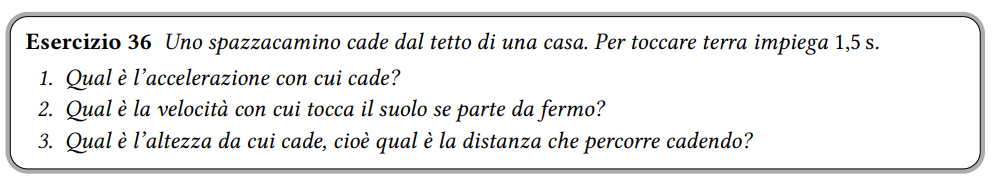 Esercizio 36 Uno spazzacamino cade dal tetto di una casa. Per toccare terra impiega 1,5 s.
1. Qual è l’accelerazione con cui cade?
2. Qual è la velocità con cui tocca il suolo se parte da fermo?
3. Qual è l’altezza da cui cade, cioè qual è la distanza che percorre cadendo?